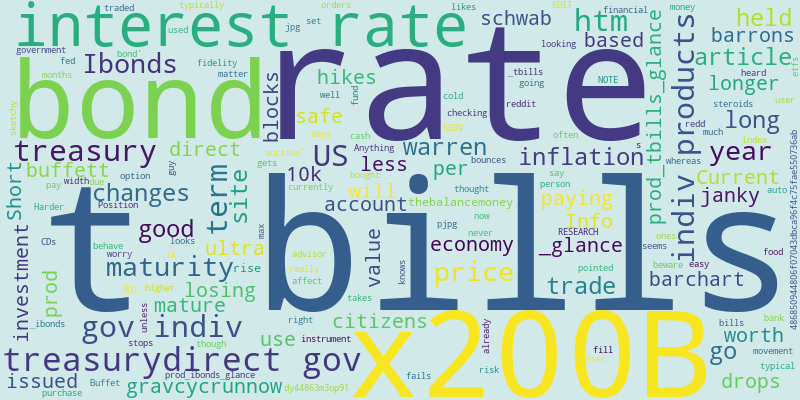 typically orders likes EDIT financial money held
interest rate schwab htm barrons
traded set
used jpg
government Ibonds looking based article
fed fidelity hikes _tbills going NOTE heard etfs
months matter well cold reddit longer user
bond rate prod_tbills_glance steroids
sketchy blocks safe fund checking 500V often redd much long
treasury direct dbyi cash Anything s indiv products index
auction US warren inflation whereas year
buffett option guy gets less per bounces say Current
pay width due 10k currently bought thought person paying auto
Short changes term site account will thebalancemoney janky
Harder Position max pjpg now Info ones
CDs good value knows RESEARCH food
t bills
behave looks ultra economy _glance seems
worry 1k rise advisor never pointed beware easy
investment maturity really price barchart
prod BIL higher losing affect takes trade
_ibonds mature right citizens x200B bank
gov indiv unless though use already bills worth
stops instrument go movement
treasurydirect gov fill typical
issued Buffet prod_ibonds_glance fails risk drops
purchase gravcycrunnow dy44863m3op91